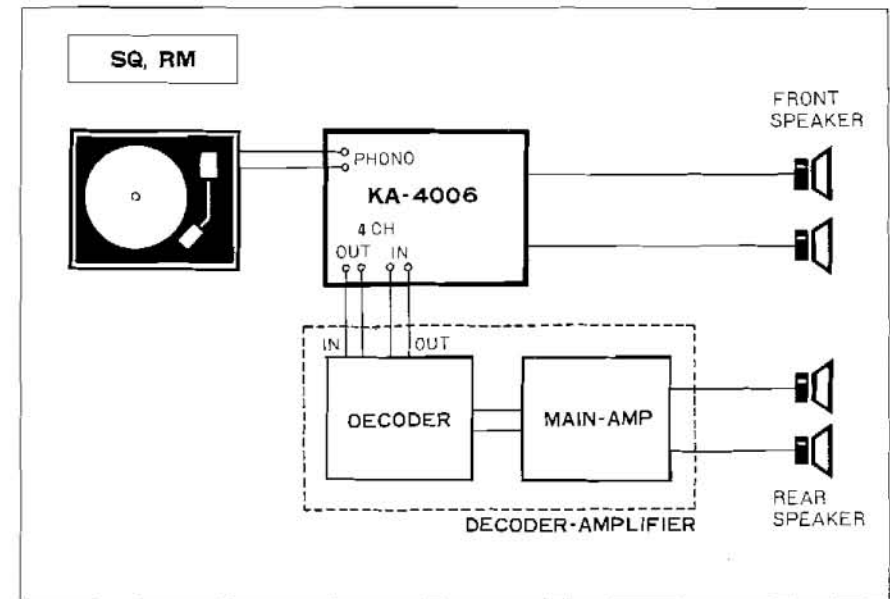 SQ, RM
FRONT
SPEAKER
PHONO
KA-4006
4 CH
OUT IN
IN OUT
DECODER
MAIN-AMP
DECODER-AMPLIFIER
REAR
SPEAKER